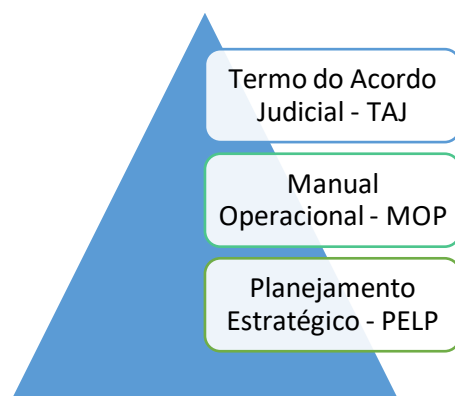 Termo do Acordo
Judicial - TAJ
Manual
Operacional - MOP
Planejamento
Estratégico - PELP